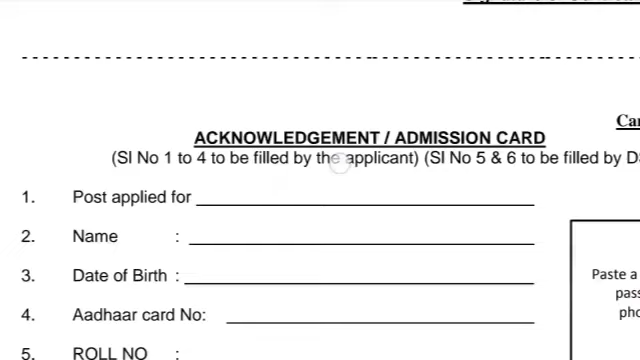 ACKNOWLEDGEMENT / ADMISSION CARD
(SI No 1 to 4 to be filled by the applicant) (SI No 5 & 6 to be filled by
1. Post applied for
2. Name :
3. Date of Birth :
Paste a
4. Aadhaar card No:
5. ROLL NO :